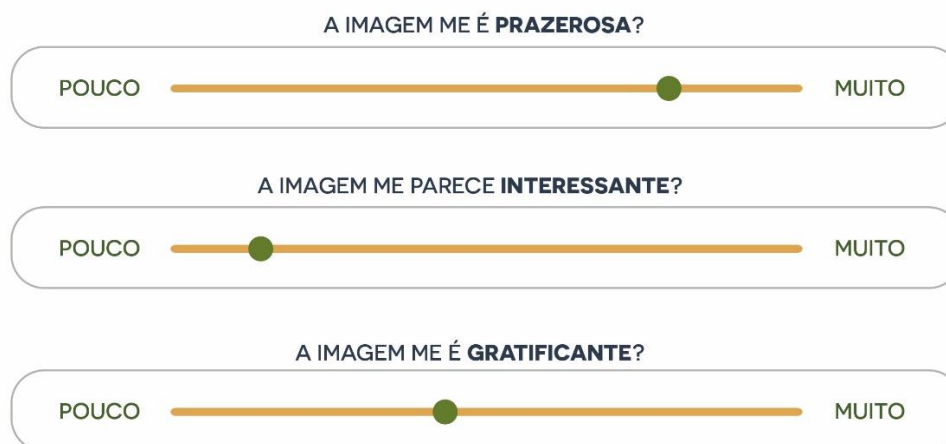 A IMAGEM ME É PRAZEROSA?
POUCO MUITO
A IMAGEM ME PARECE INTERESSANTE?
POUCO MUITO
A IMAGEM ME É GRATIFICANTE?
POUCO MUITO